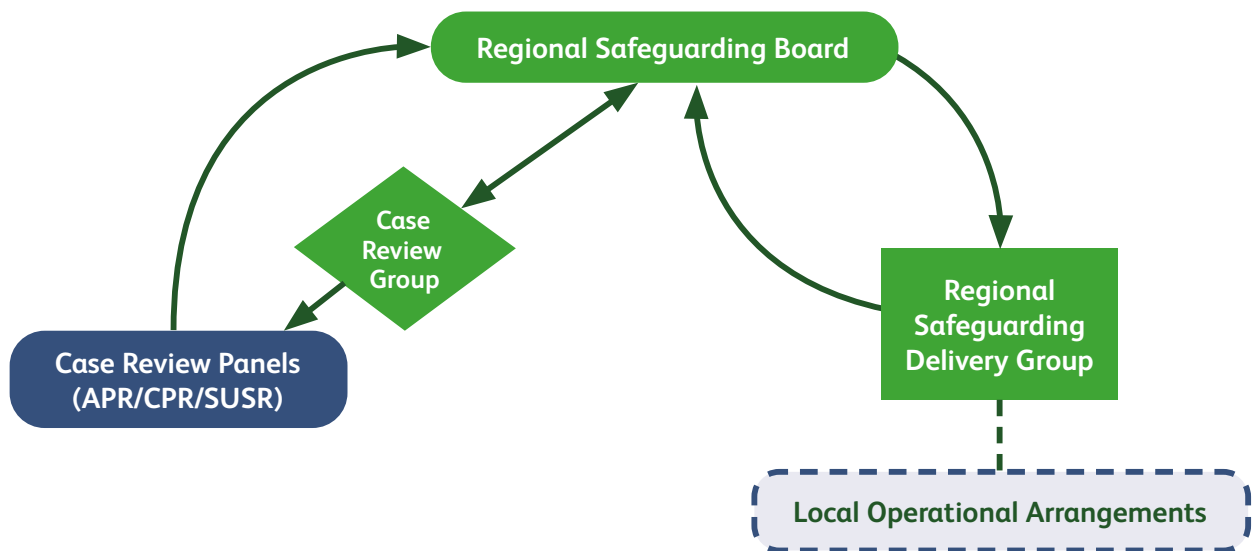 Regional Safeguarding Board
Case
Review
Group
Case Review Panels
(APR/CPR/SUSR)
Regional
Safeguarding
Delivery Group
Local Operational Arrangements